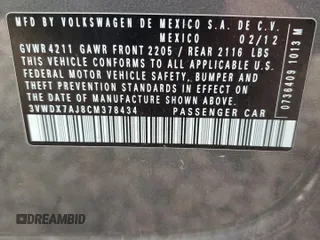 MFD BY VOLKSWAGEN DE MEXICO S.A. DE C.V.
MEXICO 02/12
GVWR 4211 GAWR FRONT 2205 / REAR 2116 LBS
THIS VEHICLE CONFORMS TO ALL APPLICABLE
MOTOR VEHICLE SAFETY, BUMPER AND THEFT
PREVENTION STANDARDS IN EFFECT ON THE
DATE OF MANUFACTURE SHOWN ABOVE
3VWDX7AJ8CM378434 PASSENGER CAR
0736409 1013 M
© DREAMBID